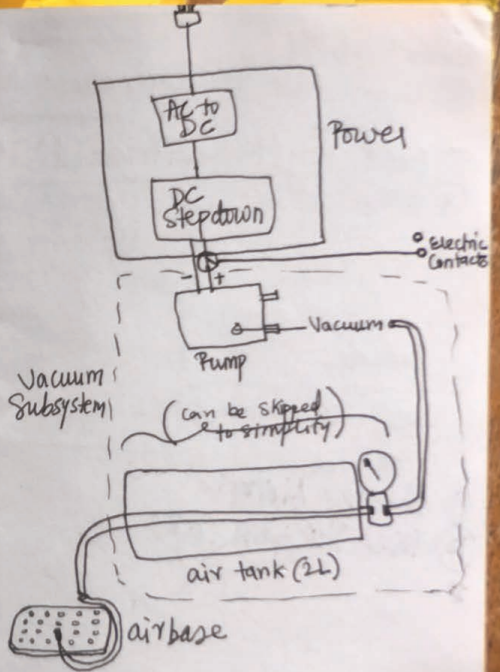 AC to
DC
Power
DC
Stepdown
Electric
Contacts
- +
Vacuum
Pump
Vacuum
Subsystem
(can be skipped
to simplify)
air tank (2L)
airbase